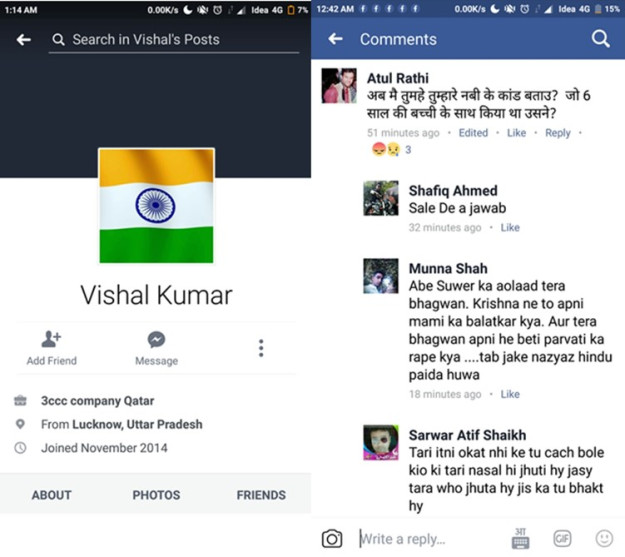 1:14 AM 0.00K/s Idea 4G 7%
Search in Vishal's Posts
Vishal Kumar
Add Friend Message
3ccc company Qatar
From Lucknow, Uttar Pradesh
Joined November 2014
ABOUT PHOTOS FRIENDS
12:42 AM 0.00K/s Idea 4G 15%
Comments
Atul Rathi
अब मै तुमहे तुम्हारे नबी के कांड बताउ? जो 6
साल की बच्ची के साथ किया था उसने?
51 minutes ago · Edited · Like · Reply ·
3
Shafiq Ahmed
Sale De a jawab
32 minutes ago · Like
Munna Shah
Abe Suwer ka aolaad tera
bhagwan. Krishna ne to apni
mami ka balatkar kya. Aur tera
bhagwan apni he beti parvati ka
rape kya ....tab jake nazyaz hindu
paida huwa
18 minutes ago · Like
Sarwar Atif Shaikh
Tari itni okat nhi ke tu cach bole
kio ki tari nasal hi jhuti hy jasy
tara who jhuta hy jis ka tu bhakt
hy
Write a reply...
अ
GIF